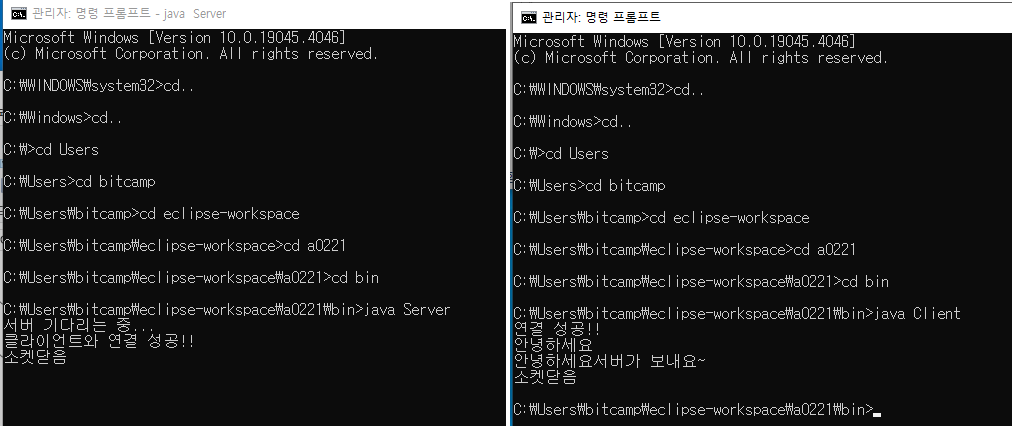 관리자: 명령 프롬프트 - java  Server
Microsoft Windows [Version 10.0.19045.4046]
(c) Microsoft Corporation. All rights reserved.
C:₩WINDOWS₩system32>cd..
C:₩Windows>cd..
C:₩>cd Users
C:₩Users>cd bitcamp
C:₩Users₩bitcamp>cd eclipse-workspace
C:₩Users₩bitcamp₩eclipse-workspace>cd a0221
C:₩Users₩bitcamp₩eclipse-workspace₩a0221>cd bin
C:₩Users₩bitcamp₩eclipse-workspace₩a0221₩bin>java Server
서버 기다리는 중...
클라이언트와 연결 성공!!
소켓닫음
관리자: 명령 프롬프트
Microsoft Windows [Version 10.0.19045.4046]
(c) Microsoft Corporation. All rights reserved.
C:₩WINDOWS₩system32>cd..
C:₩Windows>cd..
C:₩>cd Users
C:₩Users>cd bitcamp
C:₩Users₩bitcamp>cd eclipse-workspace
C:₩Users₩bitcamp₩eclipse-workspace>cd a0221
C:₩Users₩bitcamp₩eclipse-workspace₩a0221>cd bin
C:₩Users₩bitcamp₩eclipse-workspace₩a0221₩bin>java Client
연결 성공!!
안녕하세요
안녕하세요서버가 보내요~
소켓닫음
C:₩Users₩bitcamp₩eclipse-workspace₩a0221₩bin>